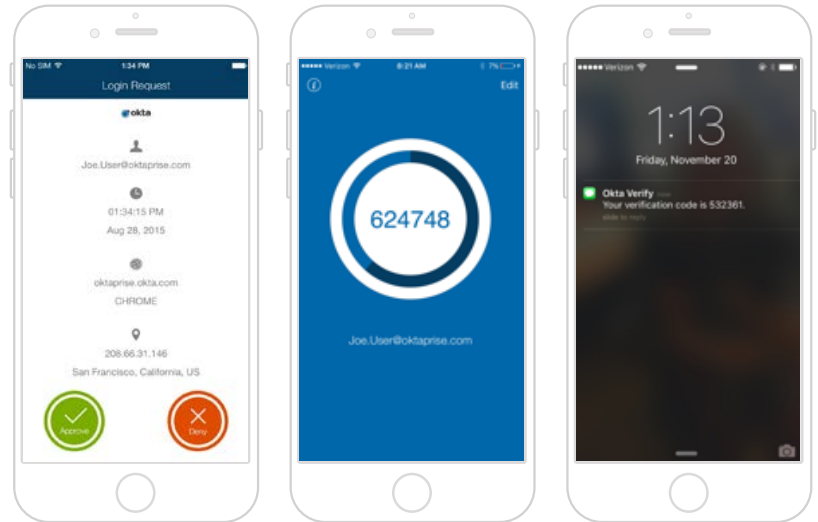 No SIM 1:34 PM
Login Request
okta
Joe.User@oktaprise.com
01:34:15 PM
Aug 28, 2015
oktaprise.okta.com
CHROME
208.66.31.146
San Francisco, California, US
Approve
Deny
Verizon 8:21 AM 7%
i
Edit
624748
Joe.User@oktaprise.com
Verizon
1:13
Friday, November 20
Okta Verify now
Your verification code is 532361.
slide to reply